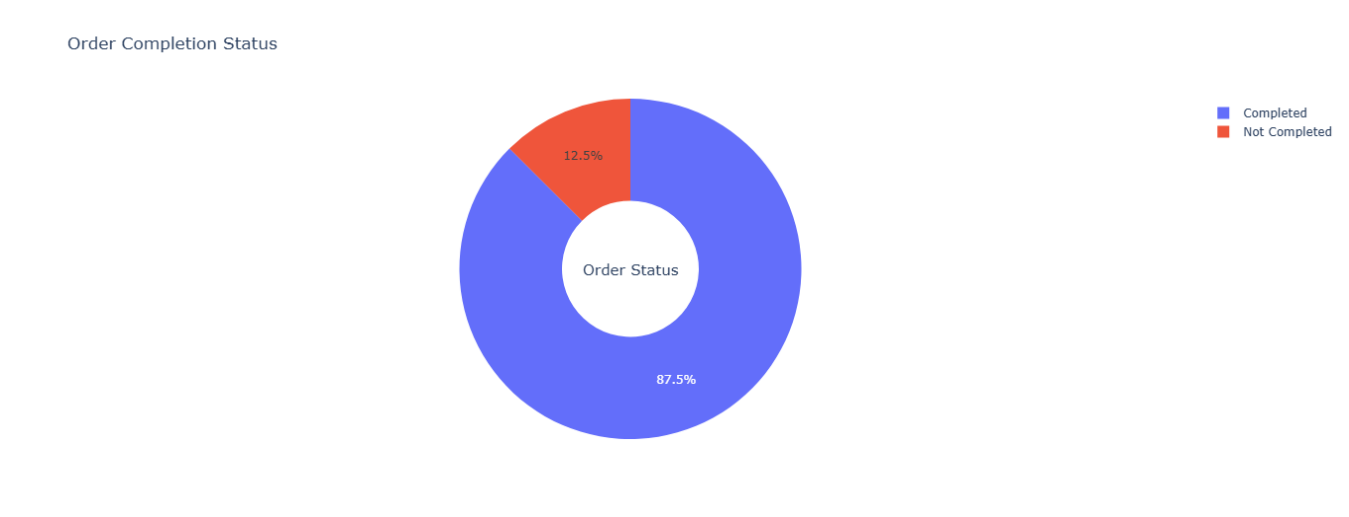 Order Completion Status
Completed
Not Completed
12.5%
Order Status
87.5%